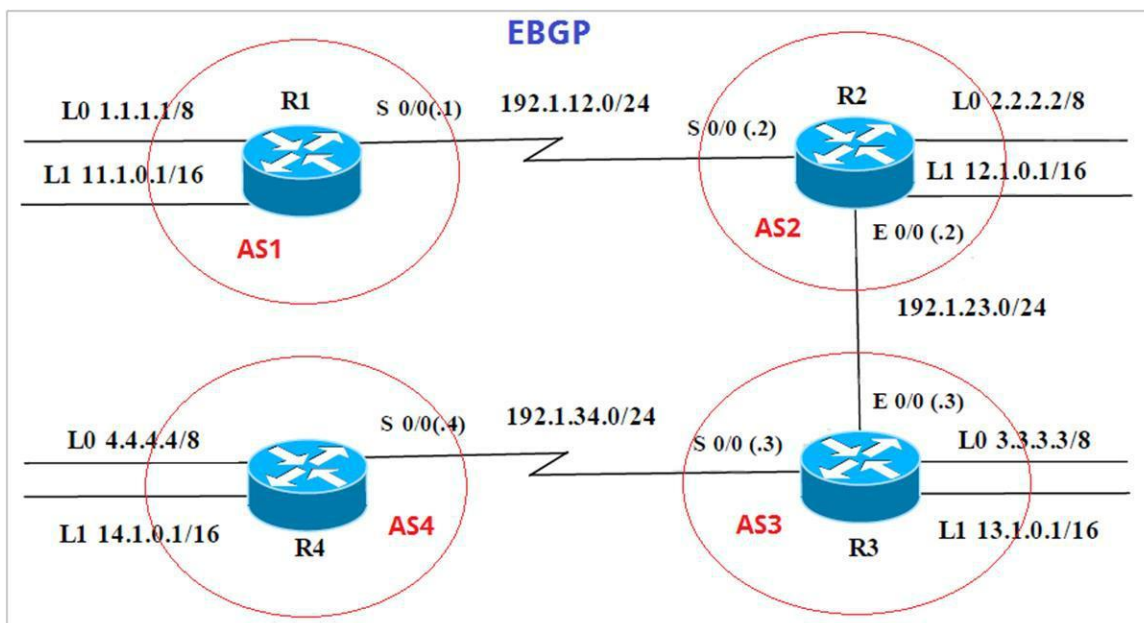 EBGP
R1
L0 1.1.1.1/8
S 0/0(.1)
192.1.12.0/24
R2
L0 2.2.2.2/8
S 0/0 (.2)
L1 11.1.0.1/16
L1 12.1.0.1/16
AS1
AS2
E 0/0 (.2)
192.1.23.0/24
E 0/0 (.3)
192.1.34.0/24
S 0/0(.4)
L0 4.4.4.4/8
S 0/0 (.3)
L0 3.3.3.3/8
L1 14.1.0.1/16
AS4
R4
AS3
R3
L1 13.1.0.1/16